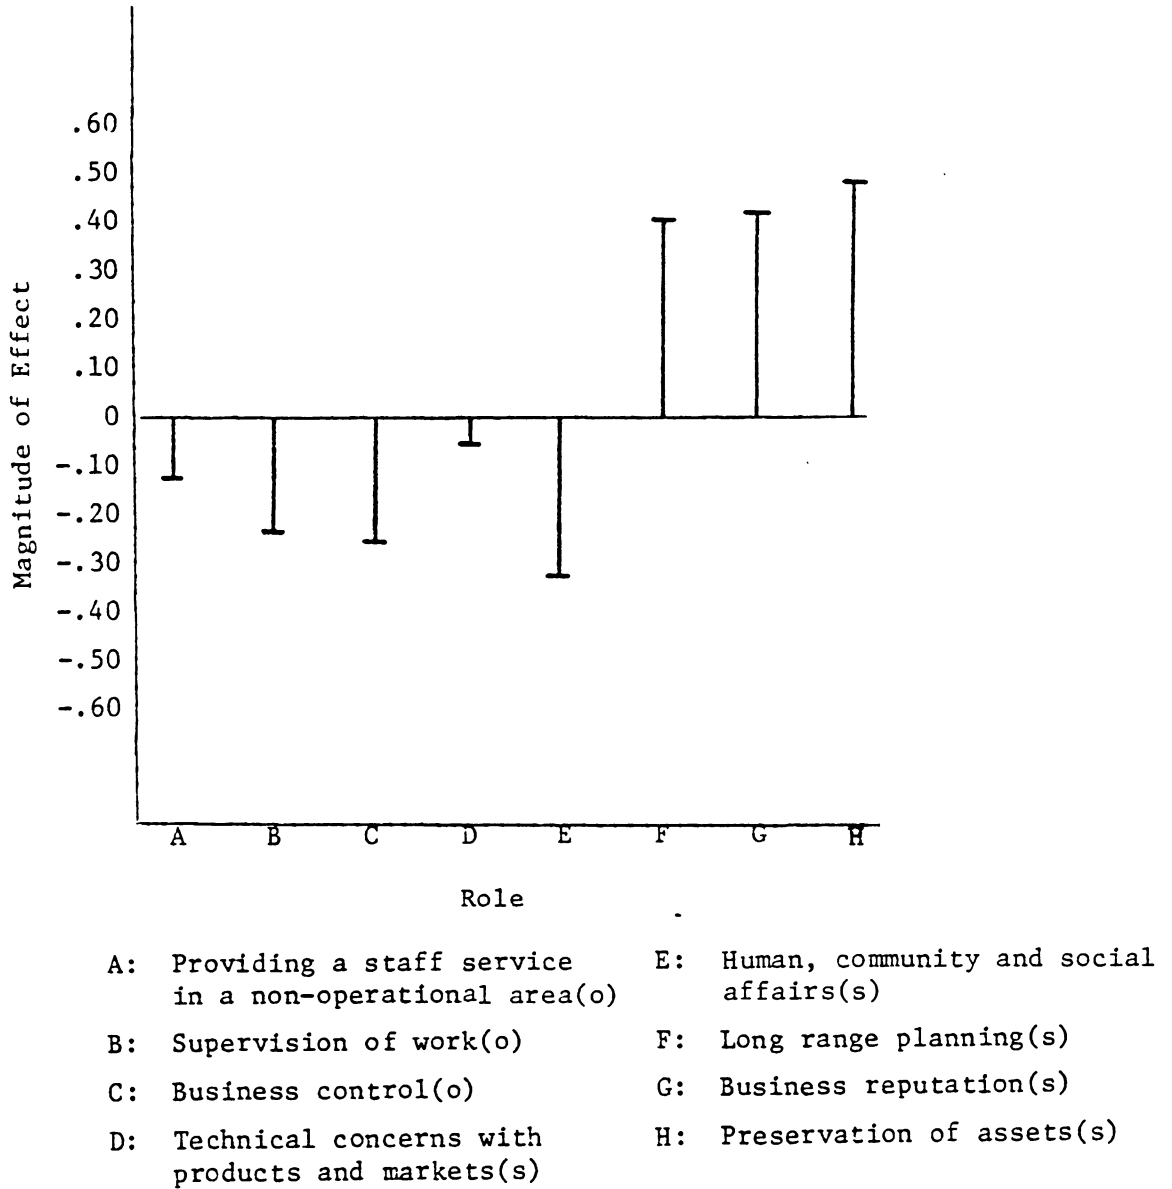 .60
.50
.40
.30
.20
.10
0
-.10
-.20
-.30
-.40
-.50
-.60
Magnitude of Effect
A B C D E F G H
Role
A: Providing a staff service
in a non-operational area(o)
B: Supervision of work(o)
C: Business control(o)
D: Technical concerns with
products and markets(s)
E: Human, community and social
affairs(s)
F: Long range planning(s)
G: Business reputation(s)
H: Preservation of assets(s)